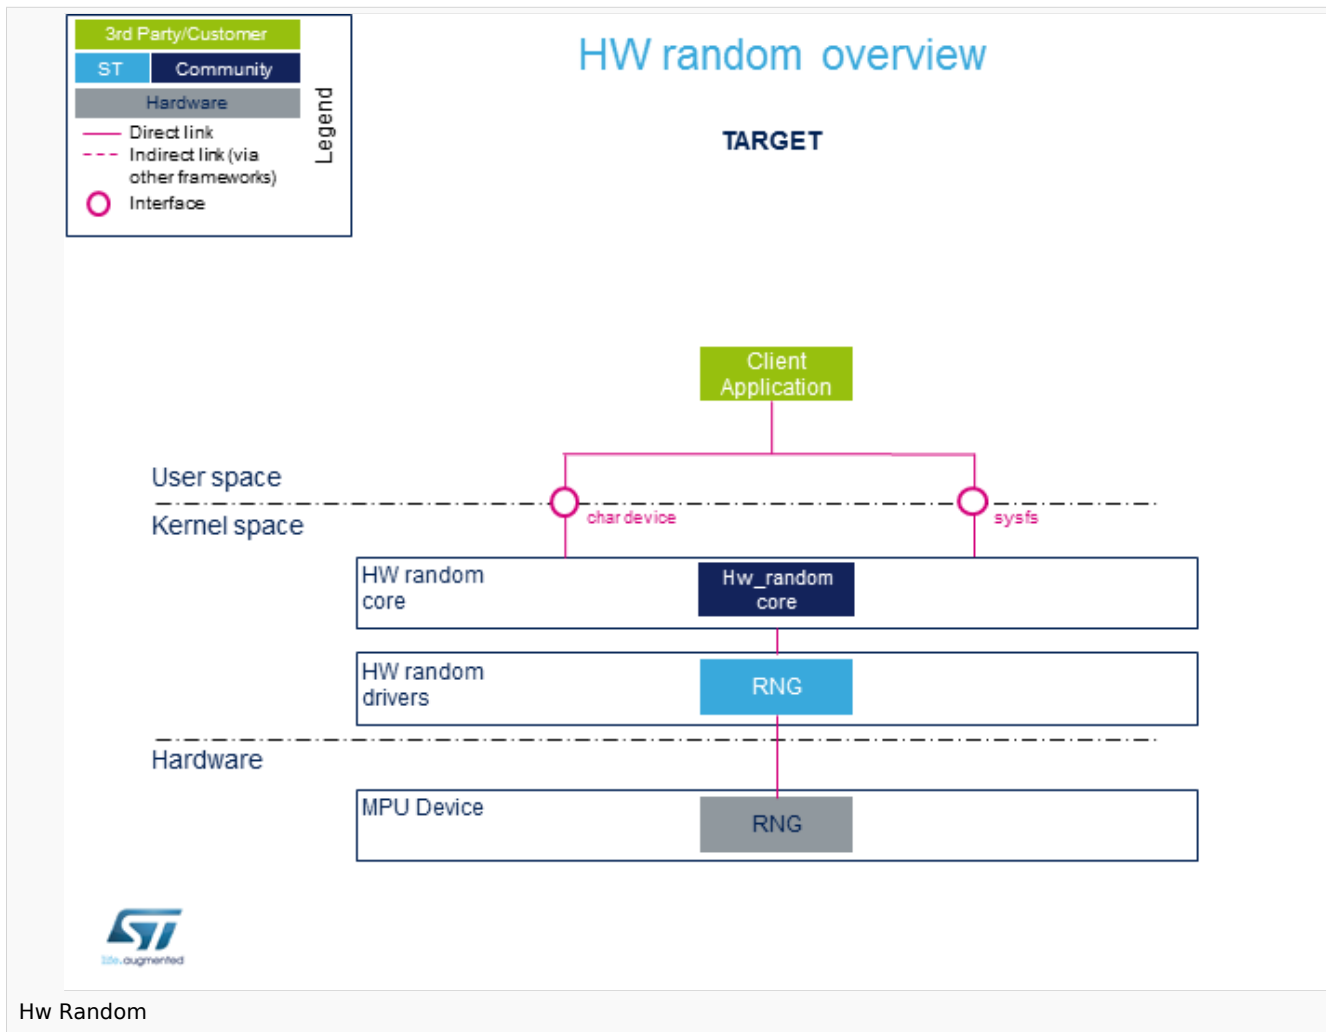 3rd Party/Customer
ST
Community
Hardware
Direct link
Indirect link (via
other frameworks)
Interface
Legend
HW random overview
TARGET
Client
Application
User space
Kernel space
char device
sysfs
HW random
core
Hw_random
core
HW random
drivers
RNG
Hardware
MPU Device
RNG
ST
life.augmented
Hw Random